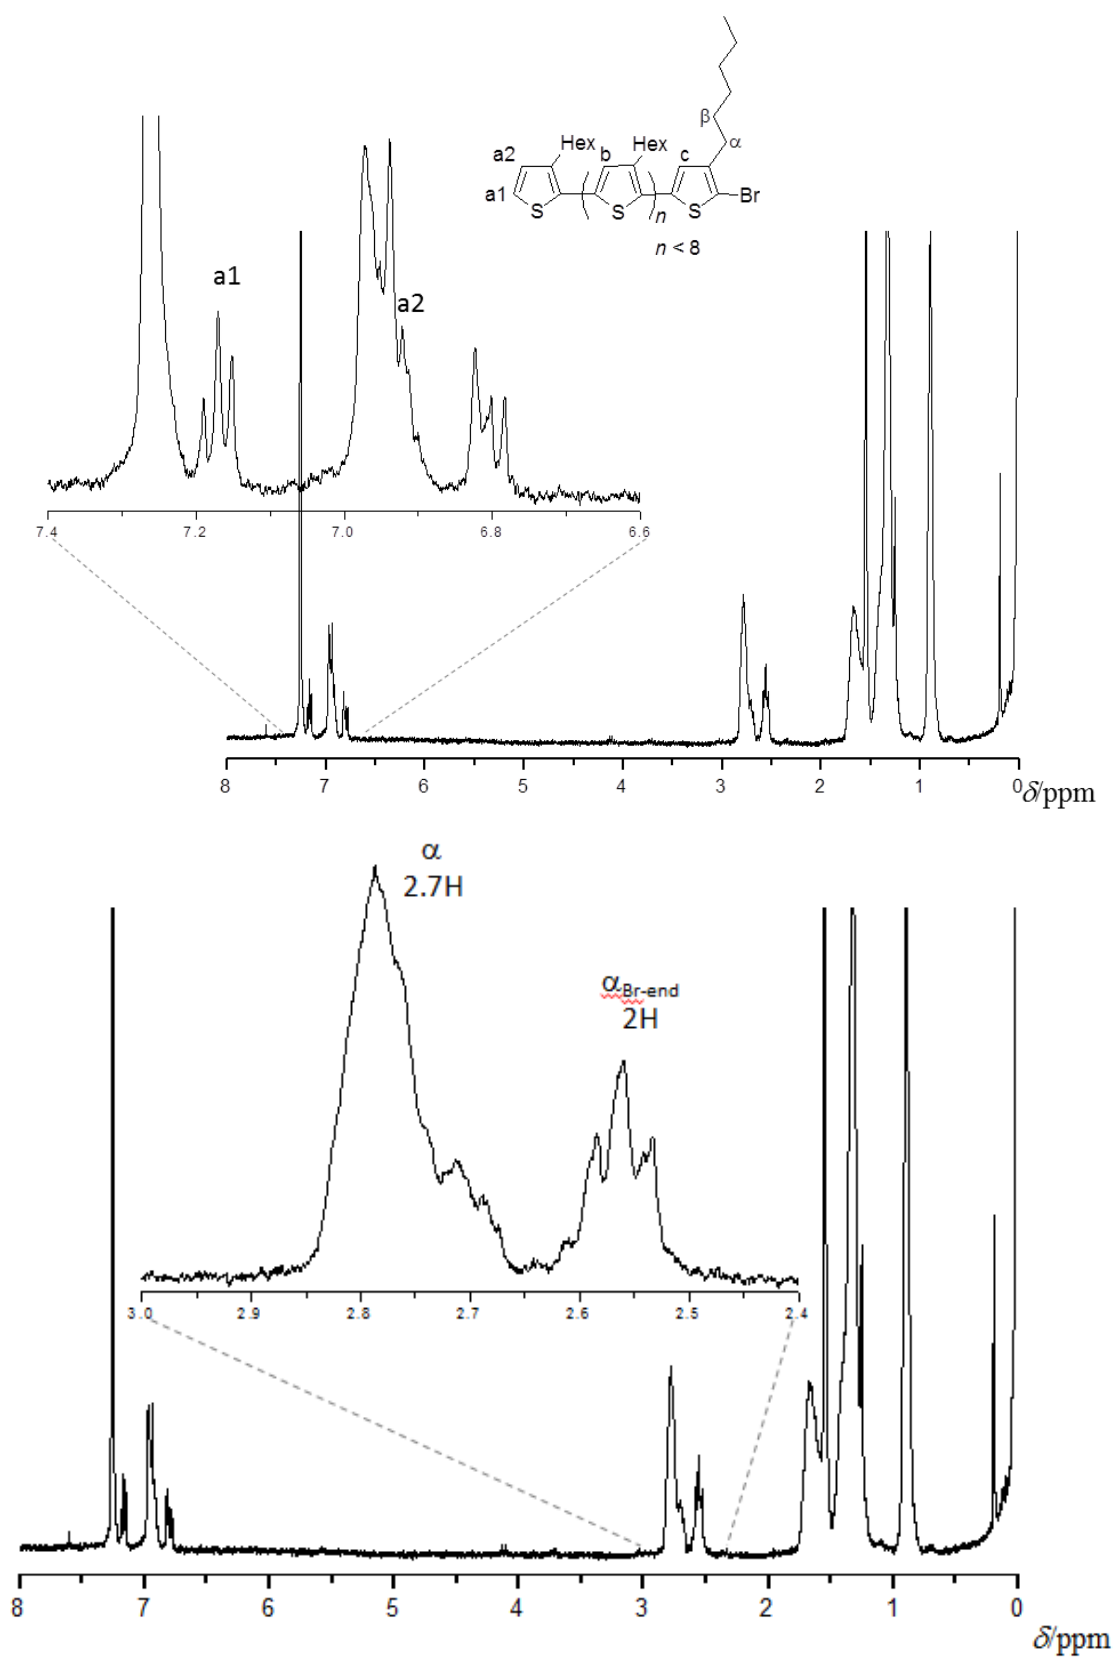 β
α
Hex
b
Hex
c
a2
a1
S
S
S
Br
n
n < 8
a1
a2
7.4 7.2 7.0 6.8 6.6
8 7 6 5 4 3 2 1 0
δ/ppm
α
2.7H
αBr-end
2H
3.0 2.9 2.8 2.7 2.6 2.5 2.4
8 7 6 5 4 3 2 1 0
δ/ppm